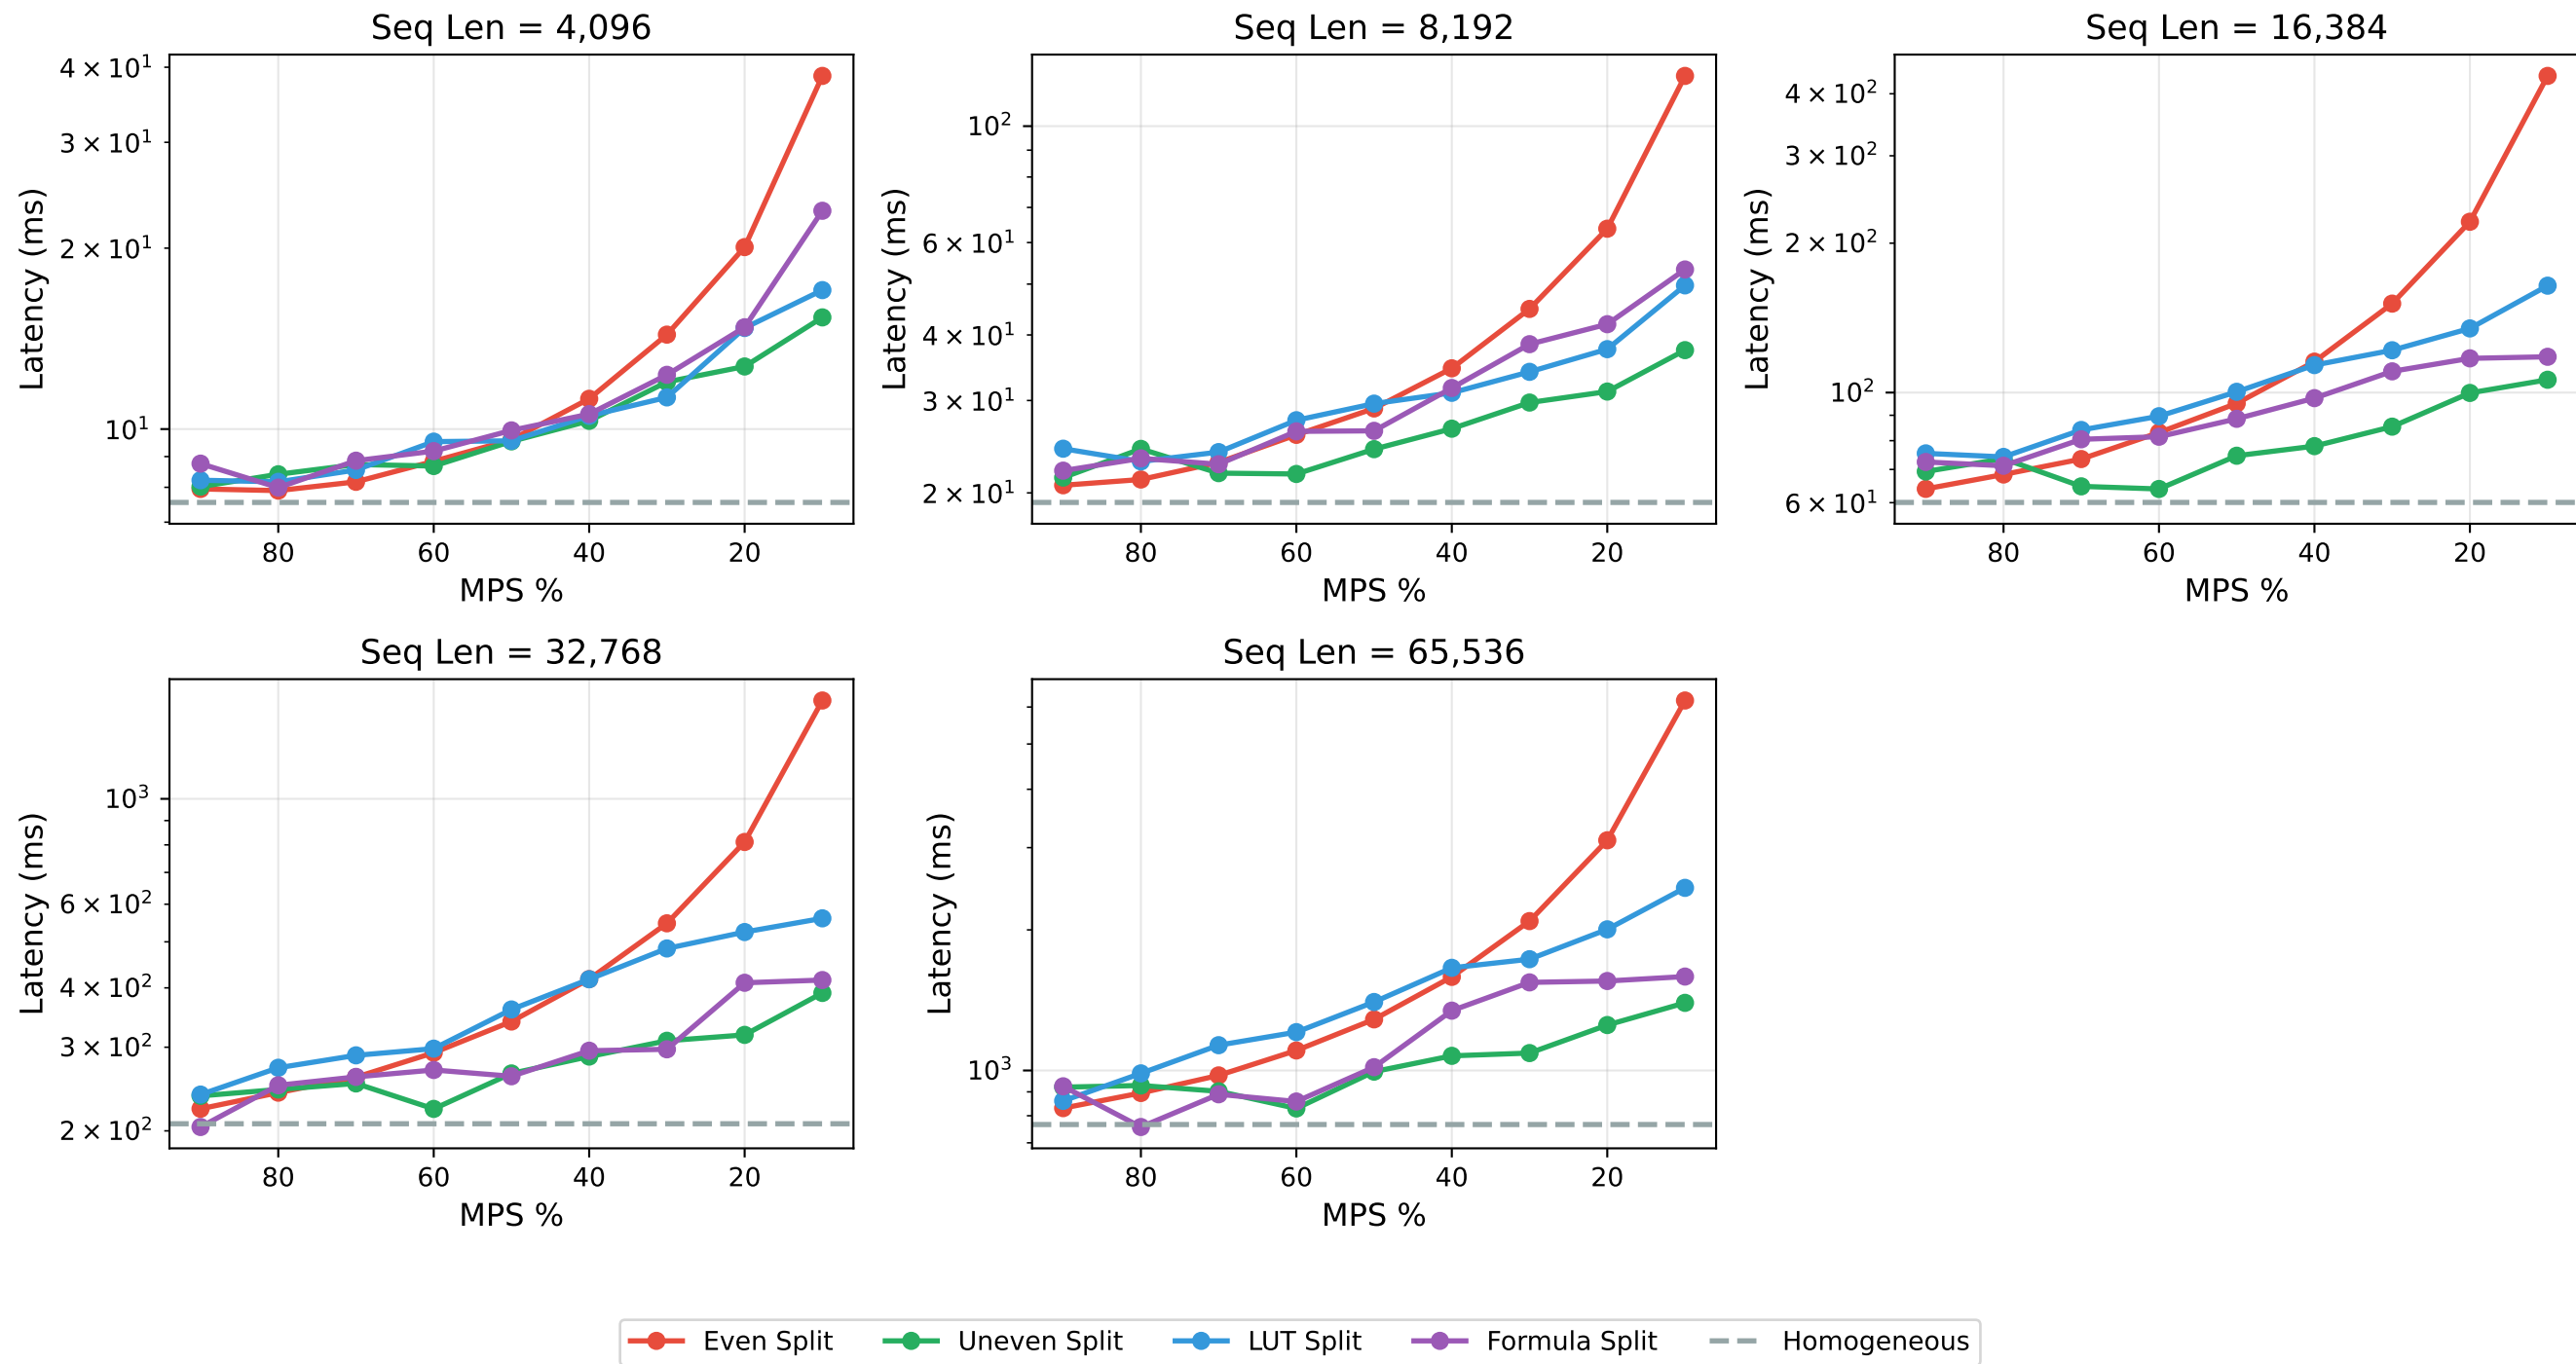 Seq Len = 4,096
Latency (ms)
4 × 10¹
3 × 10¹
2 × 10¹
10¹
80 60 40 20
MPS %
Seq Len = 8,192
Latency (ms)
10²
6 × 10¹
4 × 10¹
3 × 10¹
2 × 10¹
80 60 40 20
MPS %
Seq Len = 16,384
Latency (ms)
4 × 10²
3 × 10²
2 × 10²
10²
6 × 10¹
80 60 40 20
MPS %
Seq Len = 32,768
Latency (ms)
10³
6 × 10²
4 × 10²
3 × 10²
2 × 10²
80 60 40 20
MPS %
Seq Len = 65,536
Latency (ms)
10³
80 60 40 20
MPS %
Even Split Uneven Split LUT Split Formula Split Homogeneous